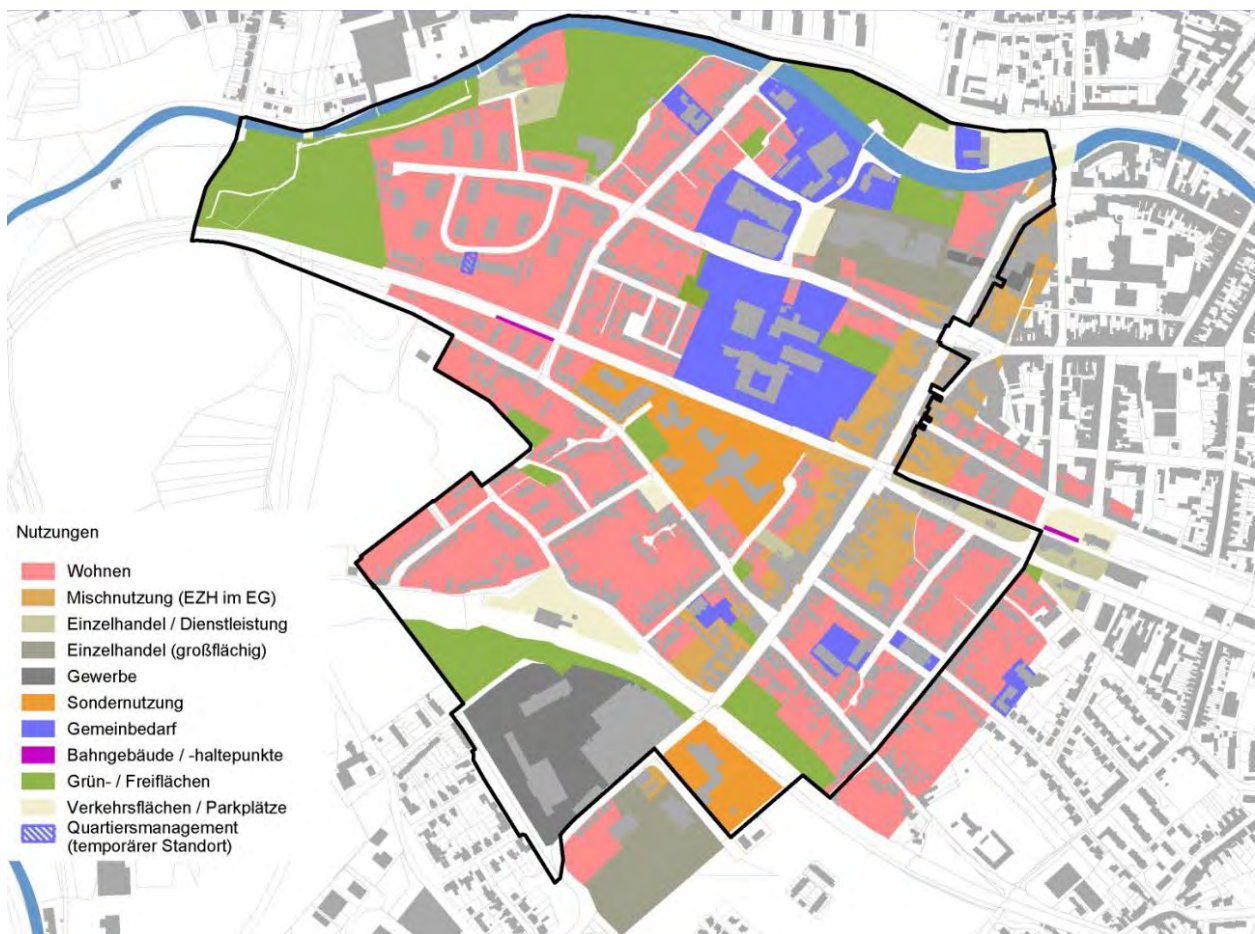 Nutzungen
Wohnen
Mischnutzung (EZH im EG)
Einzelhandel / Dienstleistung
Einzelhandel (großflächig)
Gewerbe
Sondernutzung
Gemeinbedarf
Bahngebäude / -haltepunkte
Grün- / Freiflächen
Verkehrsflächen / Parkplätze
Quartiersmanagement
(temporärer Standort)